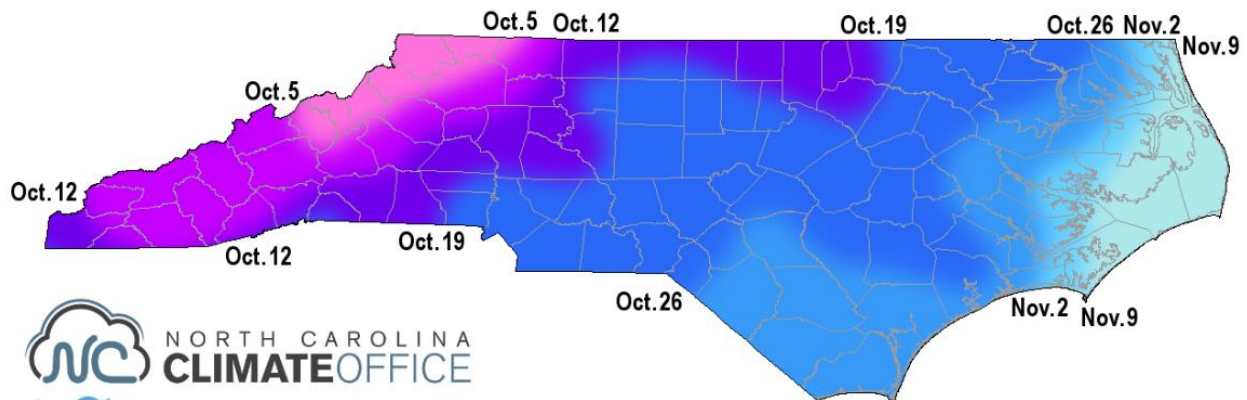 Oct. 5 Oct. 12 Oct. 19 Oct. 26 Nov. 2
Nov. 9
Oct. 5
Oct. 12
Oct. 12
Oct. 19
Oct. 26
Nov. 2
Nov. 9
NC
NORTH CAROLINA
CLIMATEOFFICE